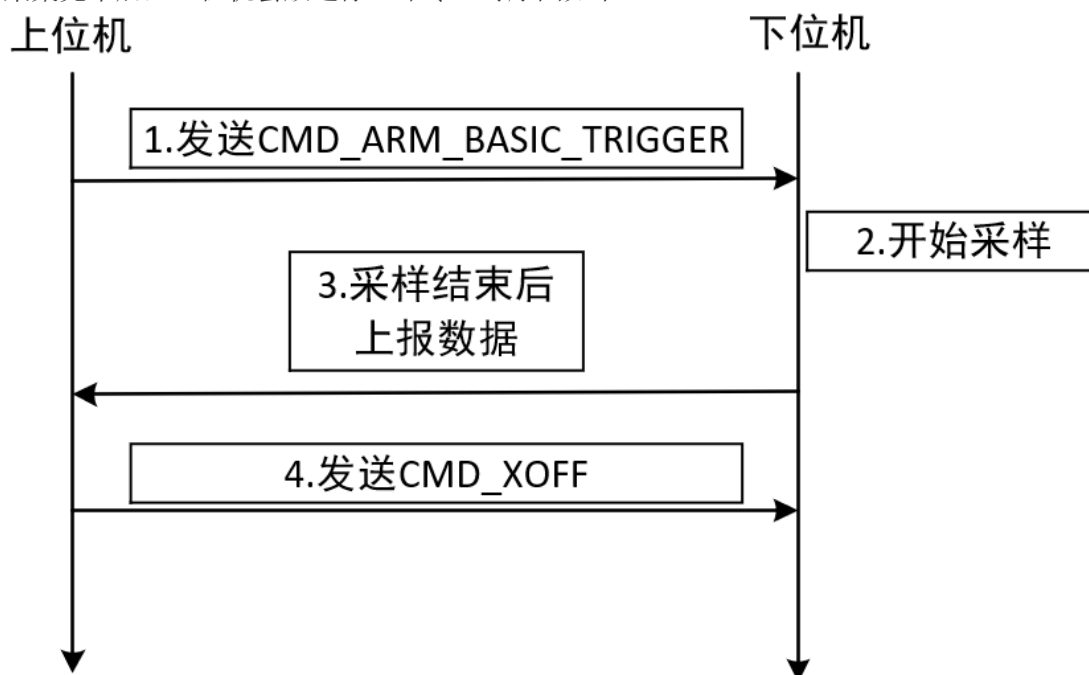 上位机
下位机
1.发送CMD_ARM_BASIC_TRIGGER
2.开始采样
3.采样结束后
上报数据
4.发送CMD_XOFF